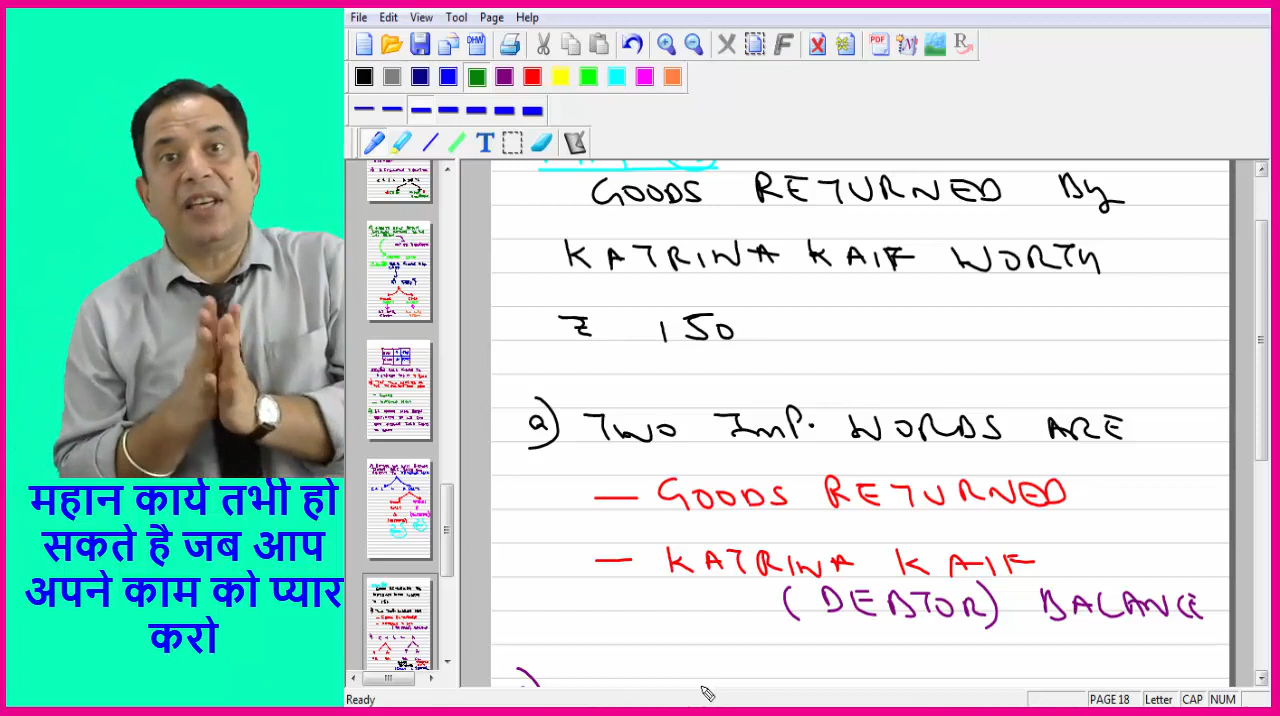 File Edit View Tool Page Help
GOODS RETURNED By
KATRINA KAIF WORTH
₹ 150
a) TWO Imp. WORDS ARE
— GOODS RETURNED
— KATRINA KAIF
(DEBTOR) BALANCE
महान कार्य तभी हो
सकते है जब आप
अपने काम को प्यार
करो
Ready
PAGE 18 Letter CAP NUM